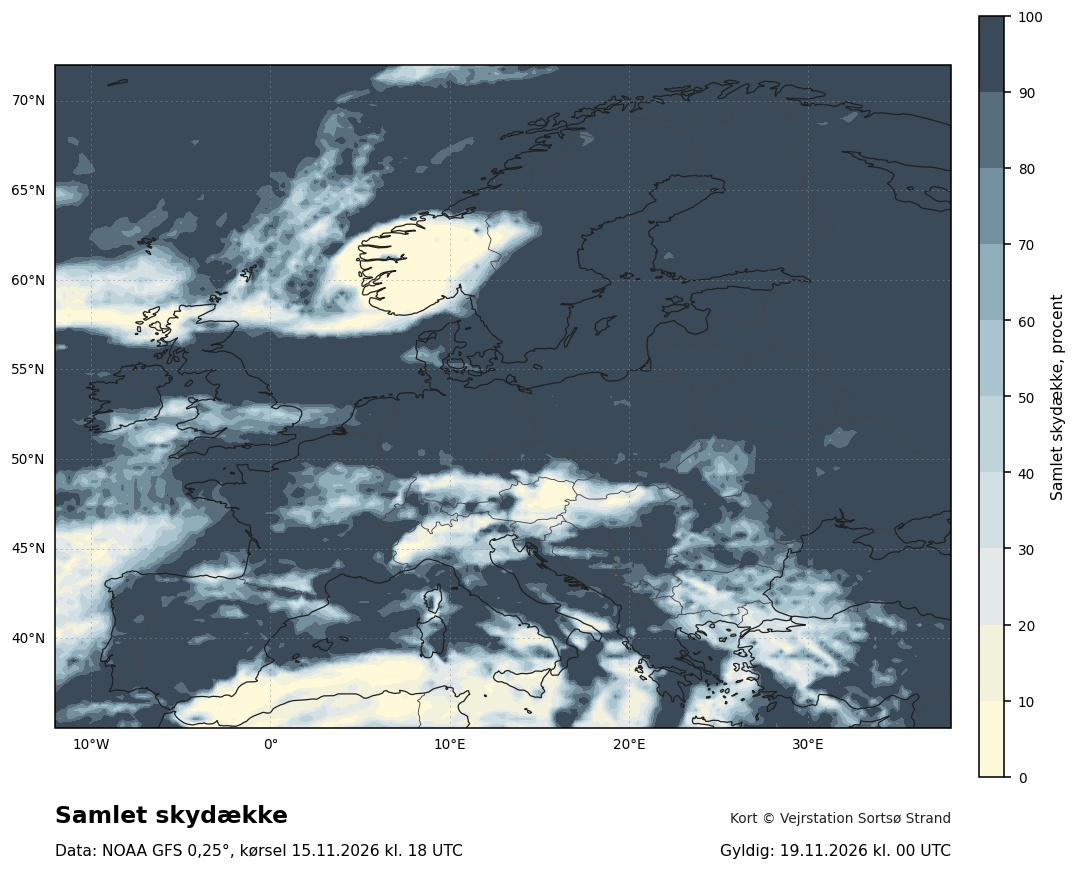 100
90
80
70
60
50
40
30
20
10
0
Samlet skydække, procent
70°N
65°N
60°N
55°N
50°N
45°N
40°N
10°W
0°
10°E
20°E
30°E
Samlet skydække
Kort © Vejrstation Sortsø Strand
Data: NOAA GFS 0,25°, kørsel 15.11.2026 kl. 18 UTC
Gyldig: 19.11.2026 kl. 00 UTC